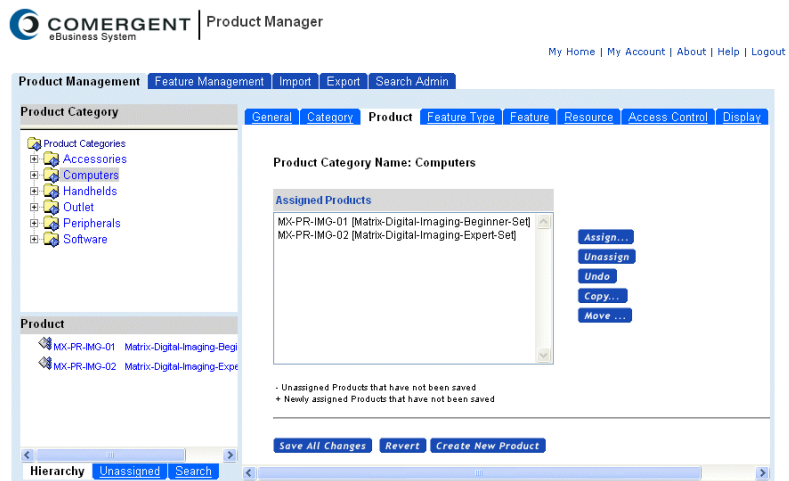 COMERGENT
eBusiness System
Product Manager
My Home | My Account | About | Help | Logout
Product Management Feature Management Import Export Search Admin
Product Category
Product Categories
Accessories
Computers
Handhelds
Outlet
Peripherals
Software
Product
MX-PR-IMG-01 Matrix-Digital-Imaging-Begi
MX-PR-IMG-02 Matrix-Digital-Imaging-Expe
Hierarchy Unassigned Search
General Category Product Feature Type Feature Resource Access Control Display
Product Category Name: Computers
Assigned Products
MX-PR-IMG-01 [Matrix-Digital-Imaging-Beginner-Set]
MX-PR-IMG-02 [Matrix-Digital-Imaging-Expert-Set]
Assign...
Unassign
Undo
Copy...
Move ...
- Unassigned Products that have not been saved
+ Newly assigned Products that have not been saved
Save All Changes Revert Create New Product